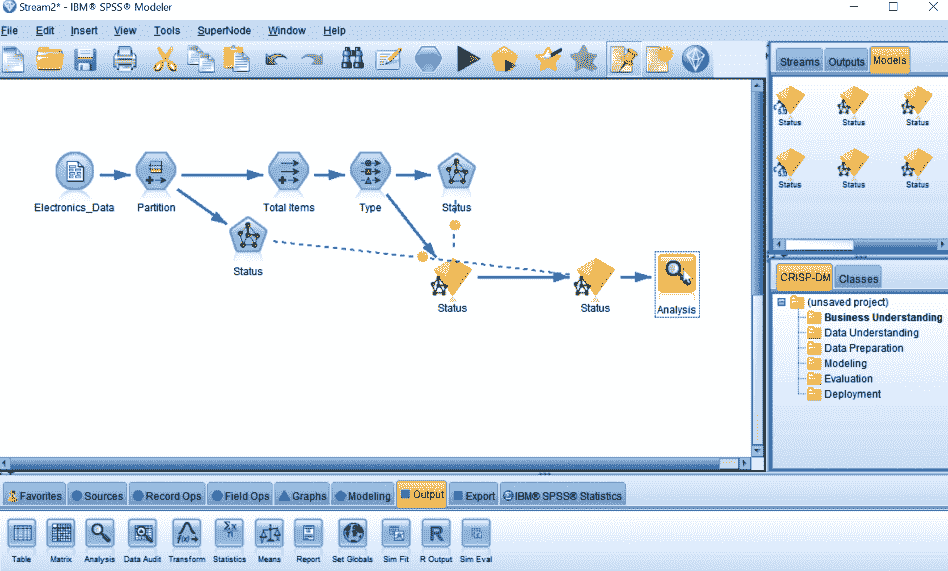 Stream2* - IBM® SPSS® Modeler
File Edit Insert View Tools SuperNode Window Help
Streams Outputs Models
Status Status Status
Status Status Status
Electronics_Data Partition Total Items Type Status
Status
Status Status Analysis
CRISP-DM Classes
(unsaved project)
Business Understanding
Data Understanding
Data Preparation
Modeling
Evaluation
Deployment
Favorites Sources Record Ops Field Ops Graphs Modeling Output Export IBM® SPSS® Statistics
Table Matrix Analysis Data Audit Transform Statistics Means Report Set Globals Sim Fit R Output Sim Eval